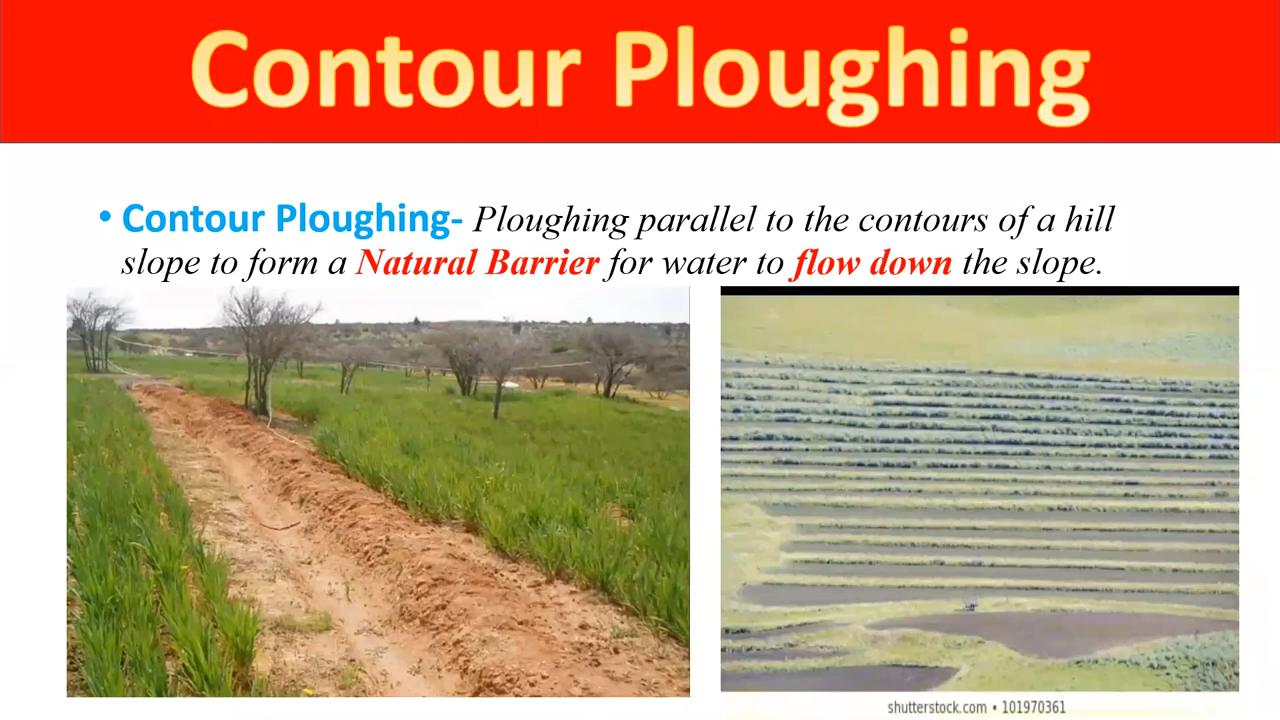 Contour Ploughing
• Contour Ploughing- Ploughing parallel to the contours of a hill
slope to form a Natural Barrier for water to flow down the slope.
shutterstock.com • 101970361